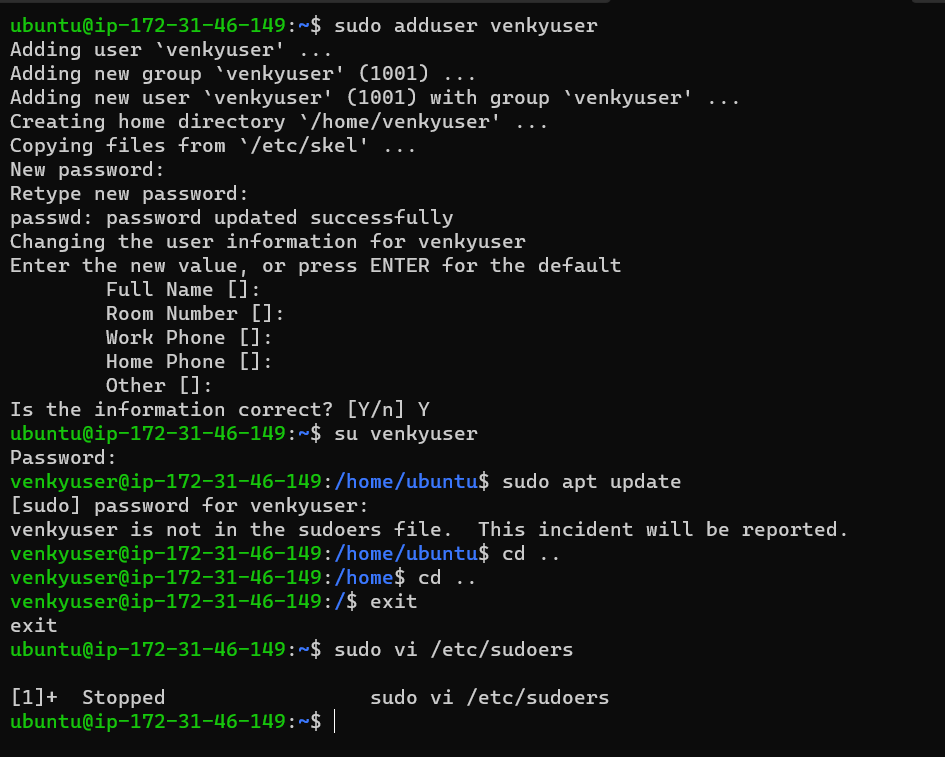 ubuntu@ip-172-31-46-149:~$ sudo adduser venkyuser
Adding user `venkyuser' ...
Adding new group `venkyuser' (1001) ...
Adding new user `venkyuser' (1001) with group `venkyuser' ...
Creating home directory `/home/venkyuser' ...
Copying files from `/etc/skel' ...
New password:
Retype new password:
passwd: password updated successfully
Changing the user information for venkyuser
Enter the new value, or press ENTER for the default
        Full Name []:
        Room Number []:
        Work Phone []:
        Home Phone []:
        Other []:
Is the information correct? [Y/n] Y
ubuntu@ip-172-31-46-149:~$ su venkyuser
Password:
venkyuser@ip-172-31-46-149:/home/ubuntu$ sudo apt update
[sudo] password for venkyuser:
venkyuser is not in the sudoers file.  This incident will be reported.
venkyuser@ip-172-31-46-149:/home/ubuntu$ cd ..
venkyuser@ip-172-31-46-149:/home$ cd ..
venkyuser@ip-172-31-46-149:/$ exit
exit
ubuntu@ip-172-31-46-149:~$ sudo vi /etc/sudoers
[1]+  Stopped                 sudo vi /etc/sudoers
ubuntu@ip-172-31-46-149:~$